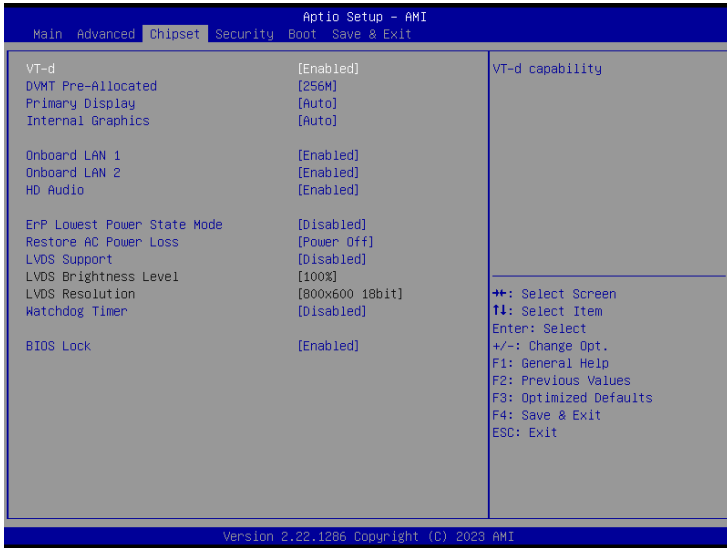 Aptio Setup – AMI
Main Advanced Chipset Security Boot Save & Exit
VT-d [Enabled]
DVMT Pre-Allocated [256M]
Primary Display [Auto]
Internal Graphics [Auto]
Onboard LAN 1 [Enabled]
Onboard LAN 2 [Enabled]
HD Audio [Enabled]
ErP Lowest Power State Mode [Disabled]
Restore AC Power Loss [Power Off]
LVDS Support [Disabled]
LVDS Brightness Level [100%]
LVDS Resolution [800x600 18bit]
Watchdog Timer [Disabled]
BIOS Lock [Enabled]
VT-d capability
→←: Select Screen
↑↓: Select Item
Enter: Select
+/-: Change Opt.
F1: General Help
F2: Previous Values
F3: Optimized Defaults
F4: Save & Exit
ESC: Exit
Version 2.22.1286 Copyright (C) 2023 AMI